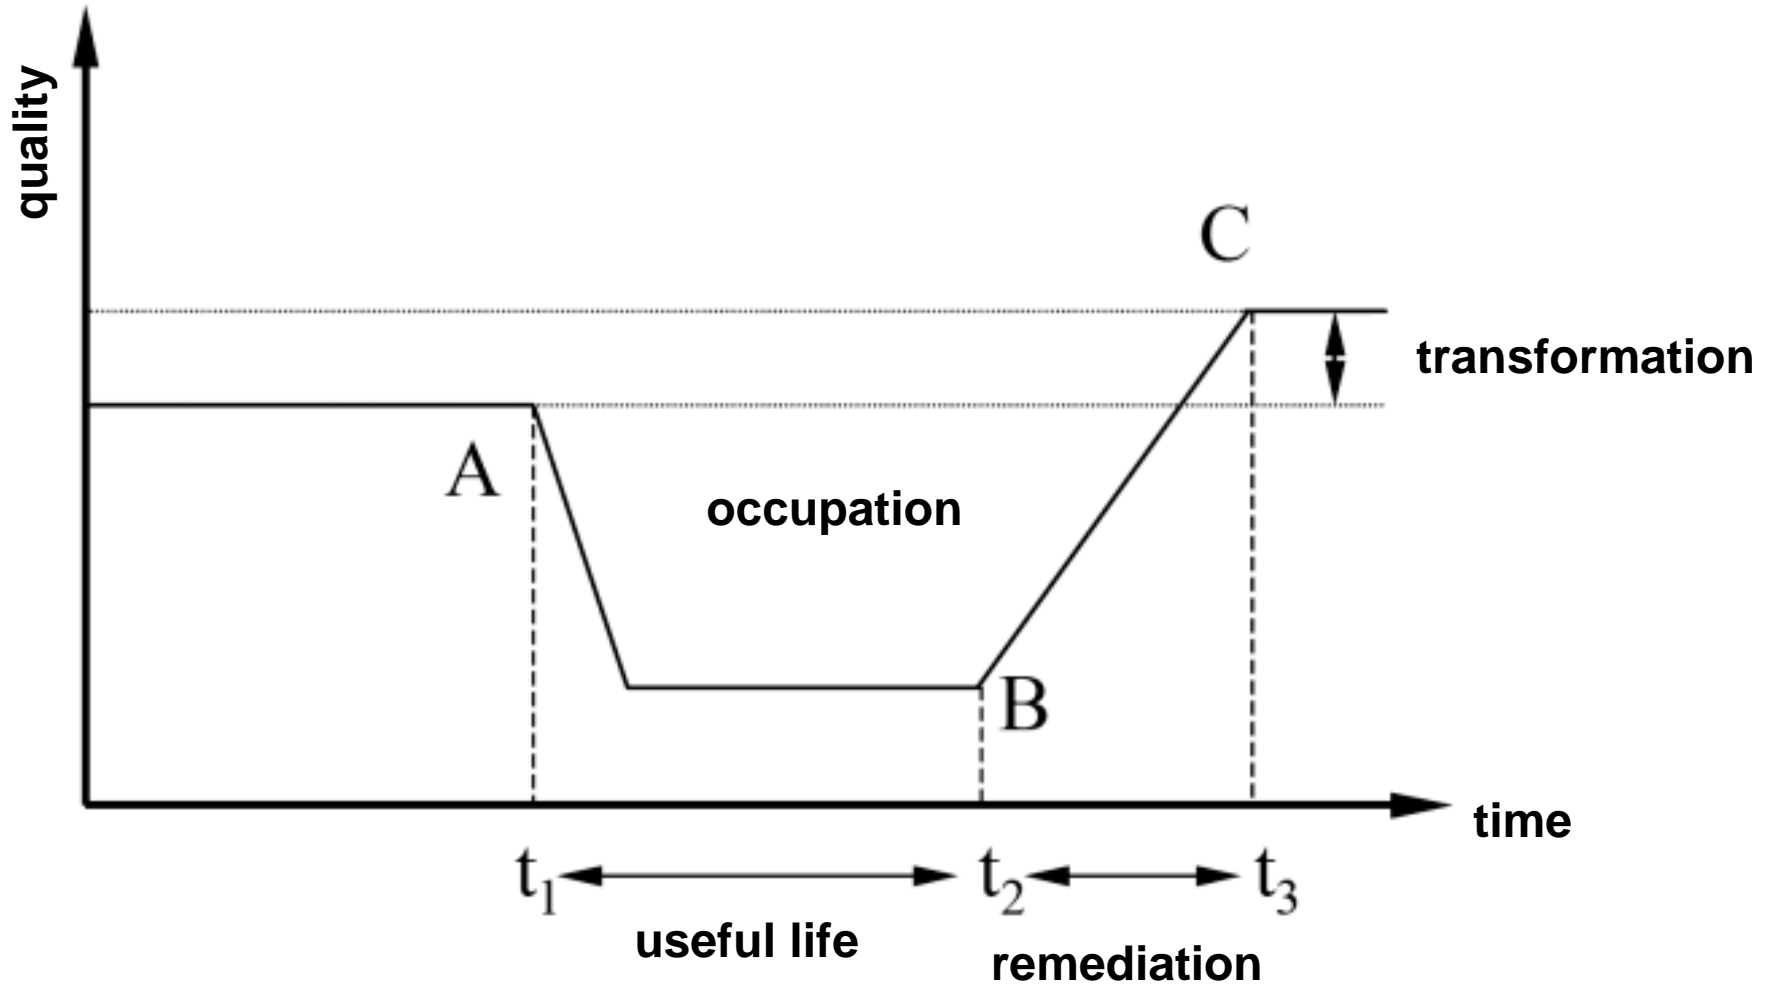 quality
C
transformation
A
occupation
B
time
t1
t2
t3
useful life
remediation